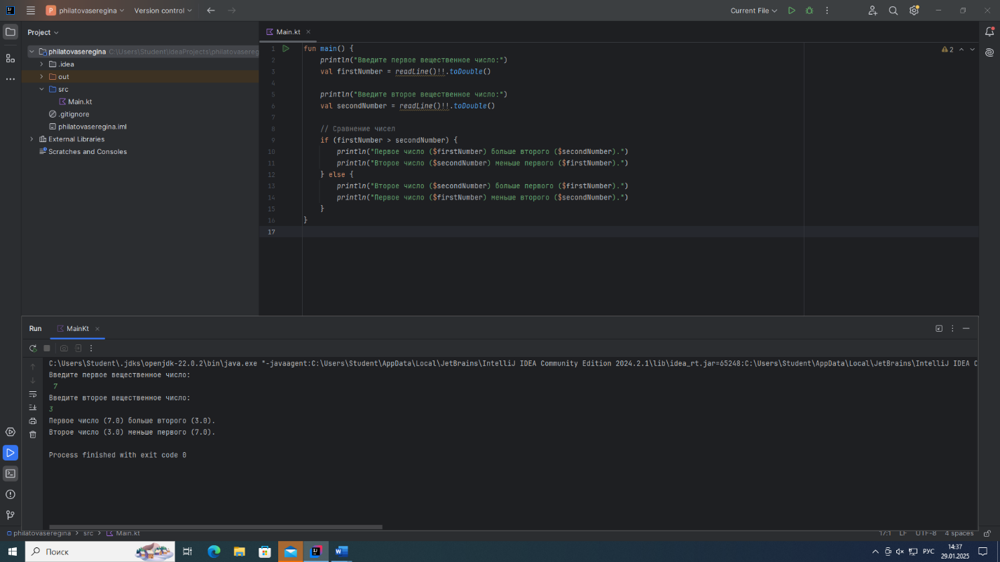 P philatovaseregina Version control Current File
Project
Main.kt
philatovaseregina C:\Users\Student\IdeaProjects\philatovasereg
.idea
out
src
Main.kt
.gitignore
philatovaseregina.iml
External Libraries
Scratches and Consoles
2
1 fun main() {
2 println("Введите первое вещественное число:")
3 val firstNumber = readLine()!!.toDouble()
4
5 println("Введите второе вещественное число:")
6 val secondNumber = readLine()!!.toDouble()
7
8 // Сравнение чисел
9 if (firstNumber > secondNumber) {
10 println("Первое число ($firstNumber) больше второго ($secondNumber).")
11 println("Второе число ($secondNumber) меньше первого ($firstNumber).")
12 } else {
13 println("Второе число ($secondNumber) больше первого ($firstNumber).")
14 println("Первое число ($firstNumber) меньше второго ($secondNumber).")
15 }
16 }
17
Run MainKt
C:\Users\Student\.jdks\openjdk-22.0.2\bin\java.exe "-javaagent:C:\Users\Student\AppData\Local\JetBrains\IntelliJ IDEA Community Edition 2024.2.1\lib\idea_rt.jar=65248:C:\Users\Student\AppData\Local\JetBrains\IntelliJ IDEA C
Введите первое вещественное число:
7
Введите второе вещественное число:
3
Первое число (7.0) больше второго (3.0).
Второе число (3.0) меньше первого (7.0).
Process finished with exit code 0
philatovaseregina > src > Main.kt 17:1 LF UTF-8 4 spaces
Поиск
РУС
14:37
29.01.2025